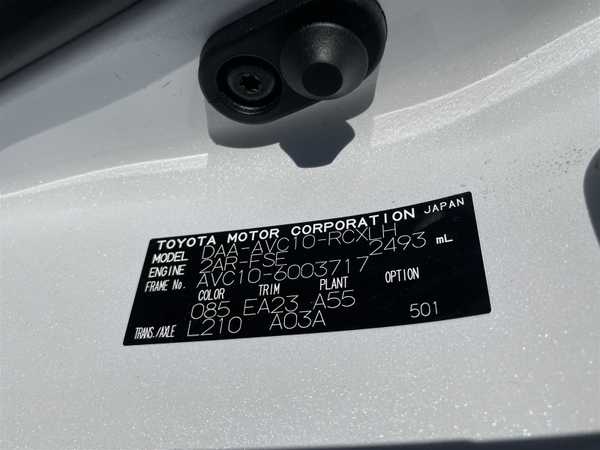 TOYOTA MOTOR CORPORATION JAPAN
MODEL DAA-AVC10-RCXLH
ENGINE 2AR-FSE 2493 mL
FRAME No. AVC10-6003717
COLOR TRIM PLANT OPTION
085 EA23 A55
TRANS./AXLE L210 A03A 501